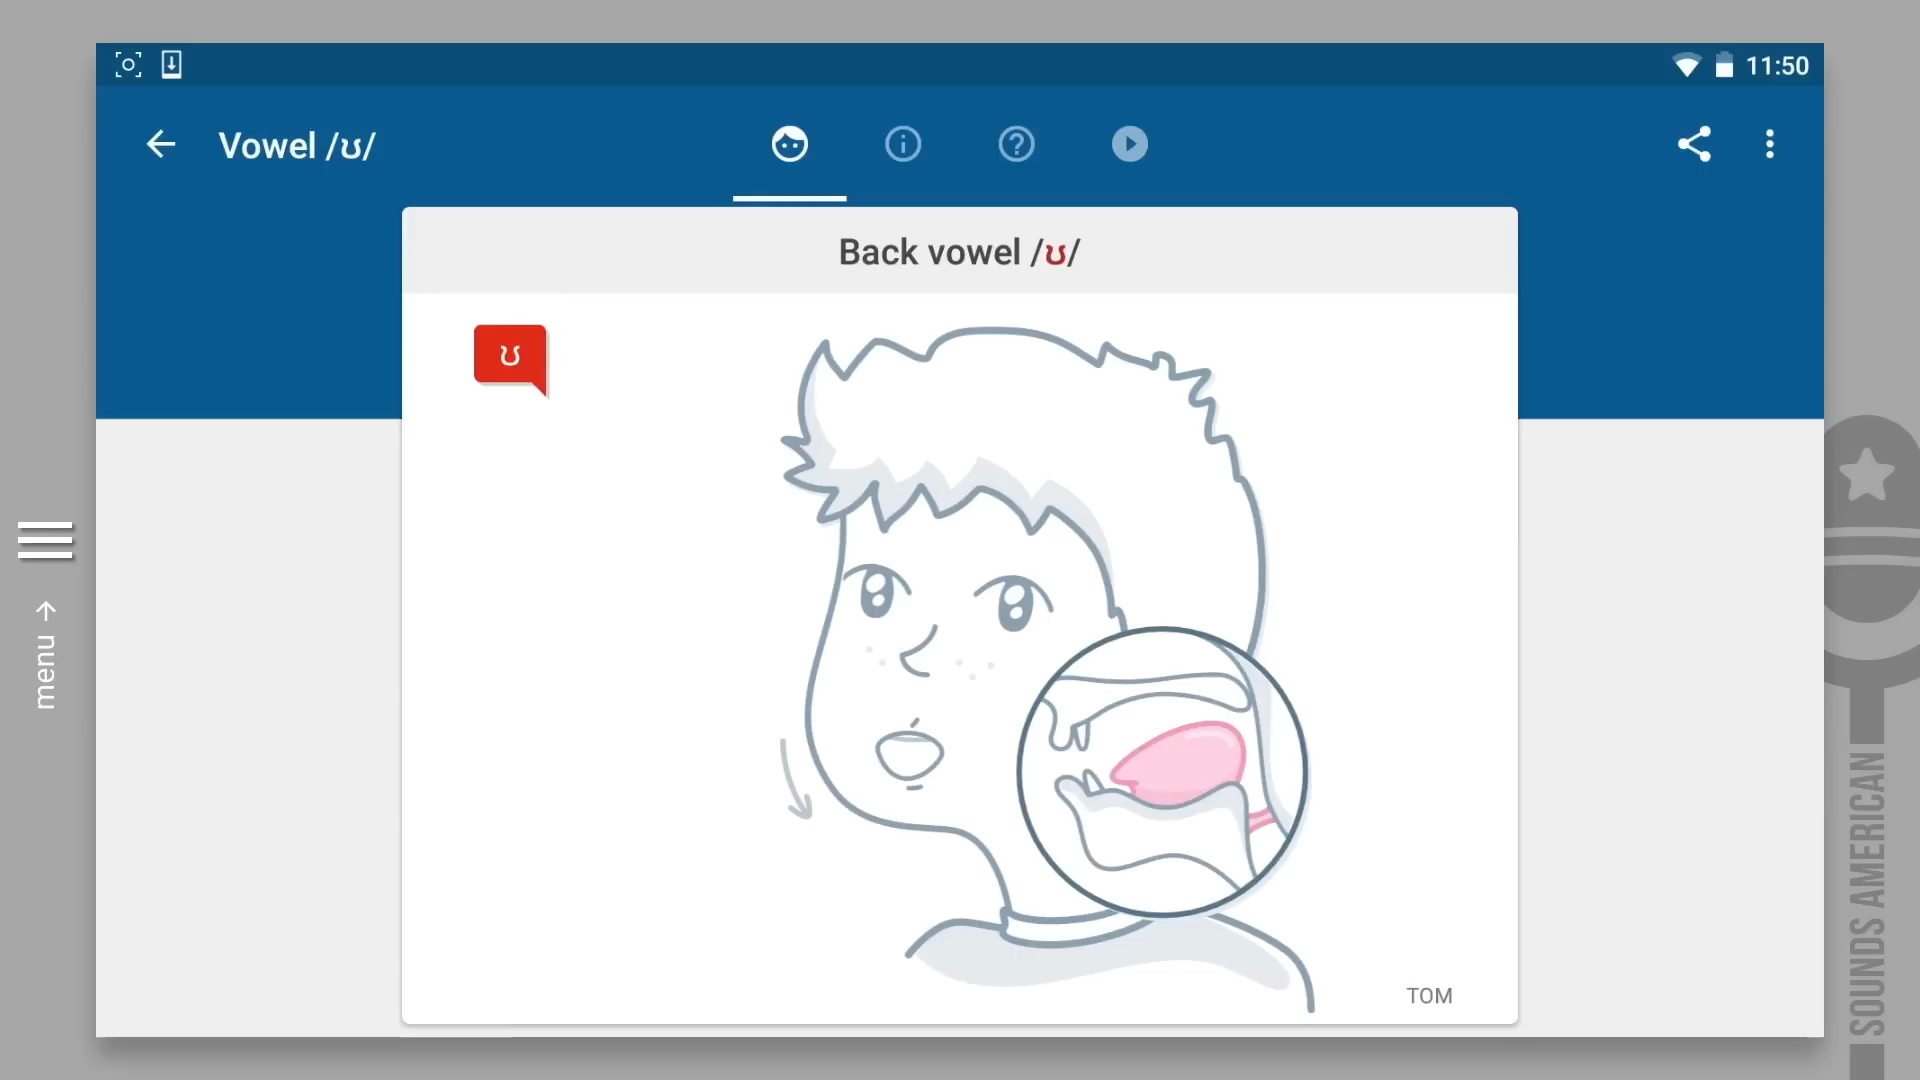 11:50
Vowel /ʊ/
Back vowel /ʊ/
ʊ
menu
TOM
SOUNDS AMERICAN